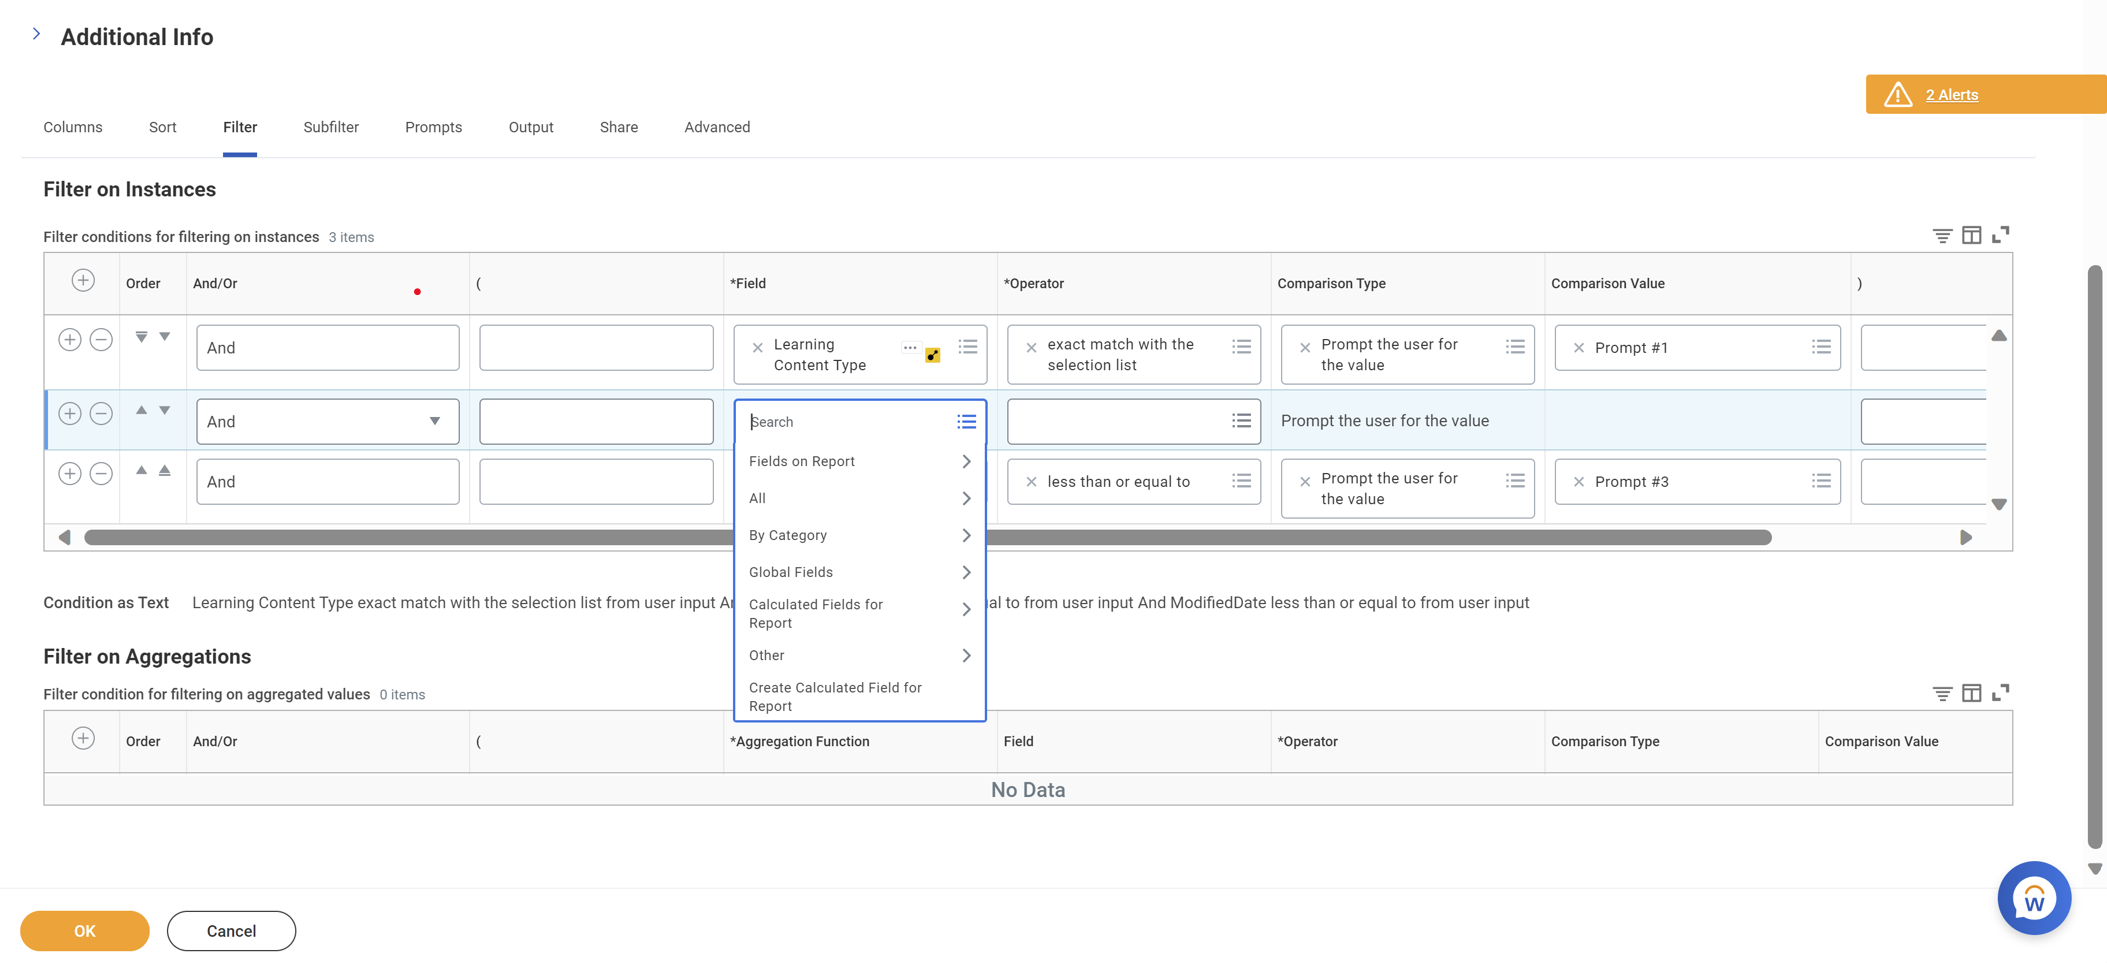 Additional Info
2 Alerts
Columns Sort Filter Subfilter Prompts Output Share Advanced
Filter on Instances
Filter conditions for filtering on instances 3 items
Order And/Or ( *Field *Operator Comparison Type Comparison Value )
And Learning Content Type exact match with the selection list Prompt the user for the value Prompt #1
And Search Prompt the user for the value
Fields on Report
And less than or equal to Prompt the user for the value Prompt #3
All
By Category
Global Fields
Calculated Fields for
Report
Condition as Text Learning Content Type exact match with the selection list from user input al to from user input And ModifiedDate less than or equal to from user input
Other
Create Calculated Field for
Report
Filter on Aggregations
Filter condition for filtering on aggregated values 0 items
Order And/Or ( *Aggregation Function Field *Operator Comparison Type Comparison Value
No Data
OK Cancel
W